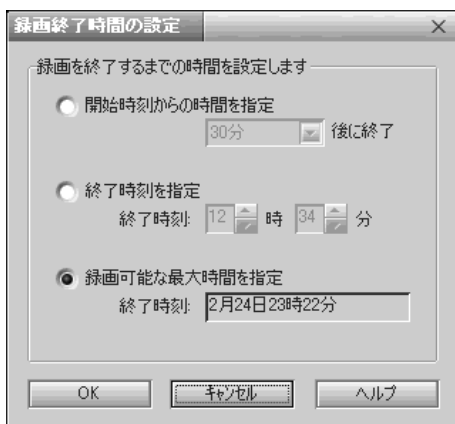 録画終了時間の設定
録画を終了するまでの時間を設定します
開始時刻からの時間を指定
30分 後に終了
終了時刻を指定
終了時刻: 12 時 34 分
録画可能な最大時間を指定
終了時刻: 2月24日23時22分
OK キャンセル ヘルプ